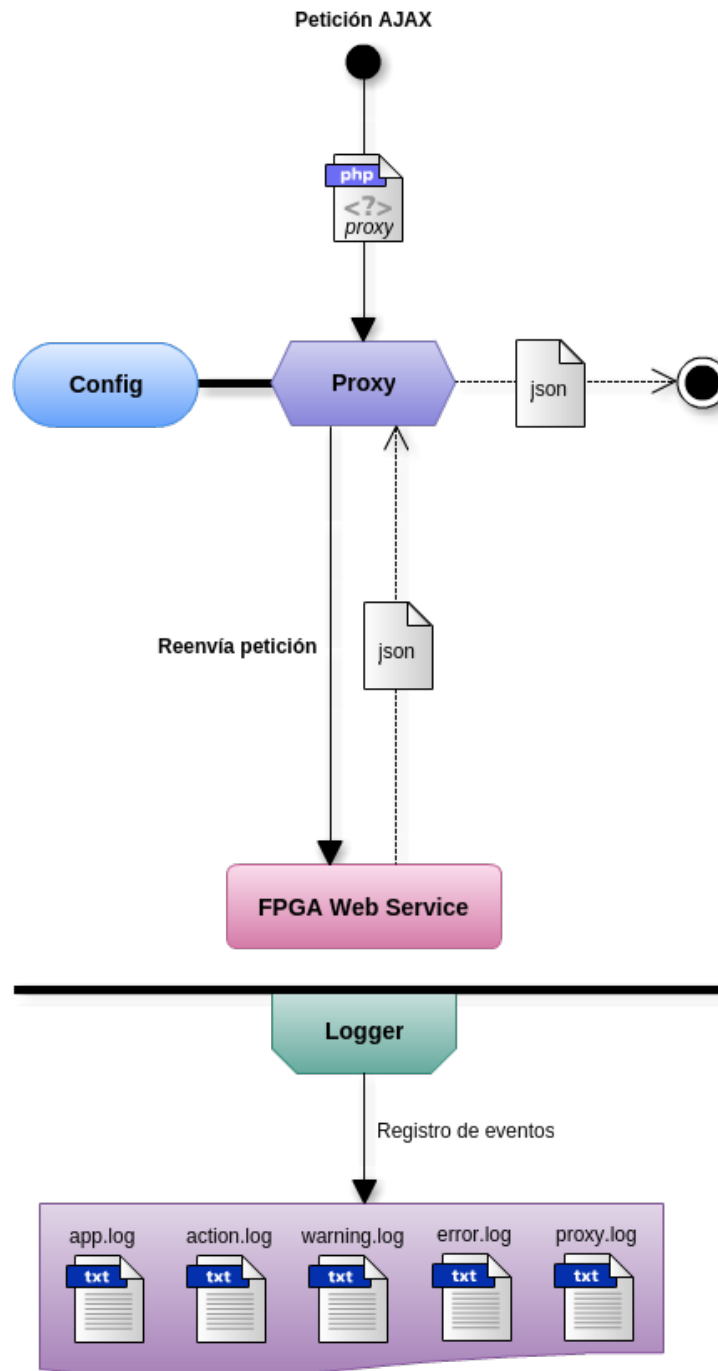 Petición AJAX
php
<?>
proxy
Config
Proxy
json
Reenvía petición
json
FPGA Web Service
Logger
Registro de eventos
app.log
action.log
warning.log
error.log
proxy.log
txt
txt
txt
txt
txt